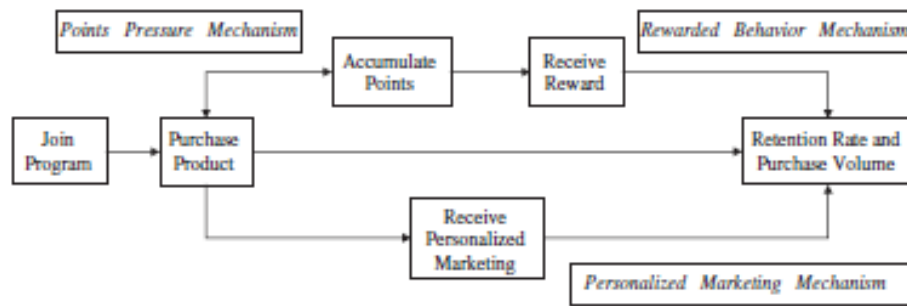 Points Pressure Mechanism
Rewarded Behavior Mechanism
Accumulate
Points
Receive
Reward
Join
Program
Purchase
Product
Retention Rate and
Purchase Volume
Receive
Personalized
Marketing
Personalized Marketing Mechanism